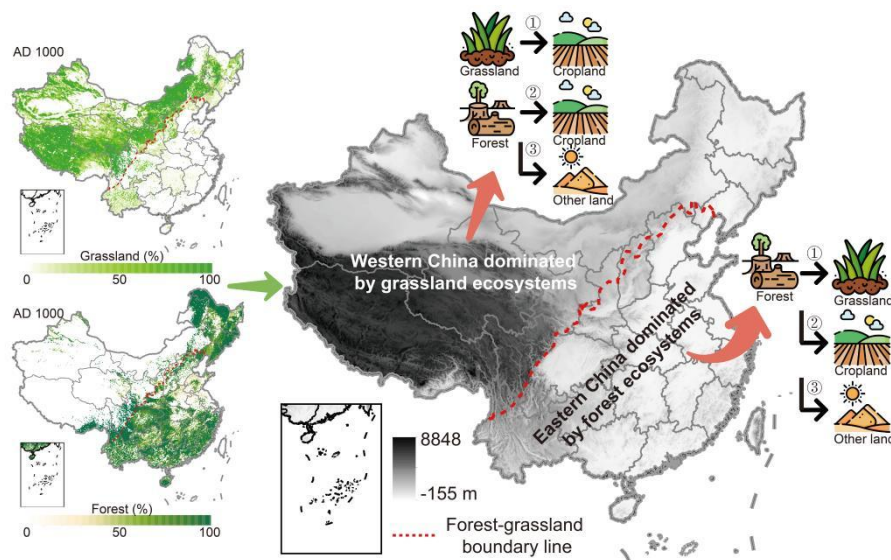 AD 1000
Grassland (%)
0 50 100
AD 1000
Forest (%)
0 50 100
①
Grassland
Cropland
②
Forest
Cropland
③
Other land
Western China dominated
by grassland ecosystems
Eastern China dominated
by forest ecosystems
①
Forest
Grassland
②
Cropland
③
Other land
8848
-155 m
Forest-grassland
boundary line